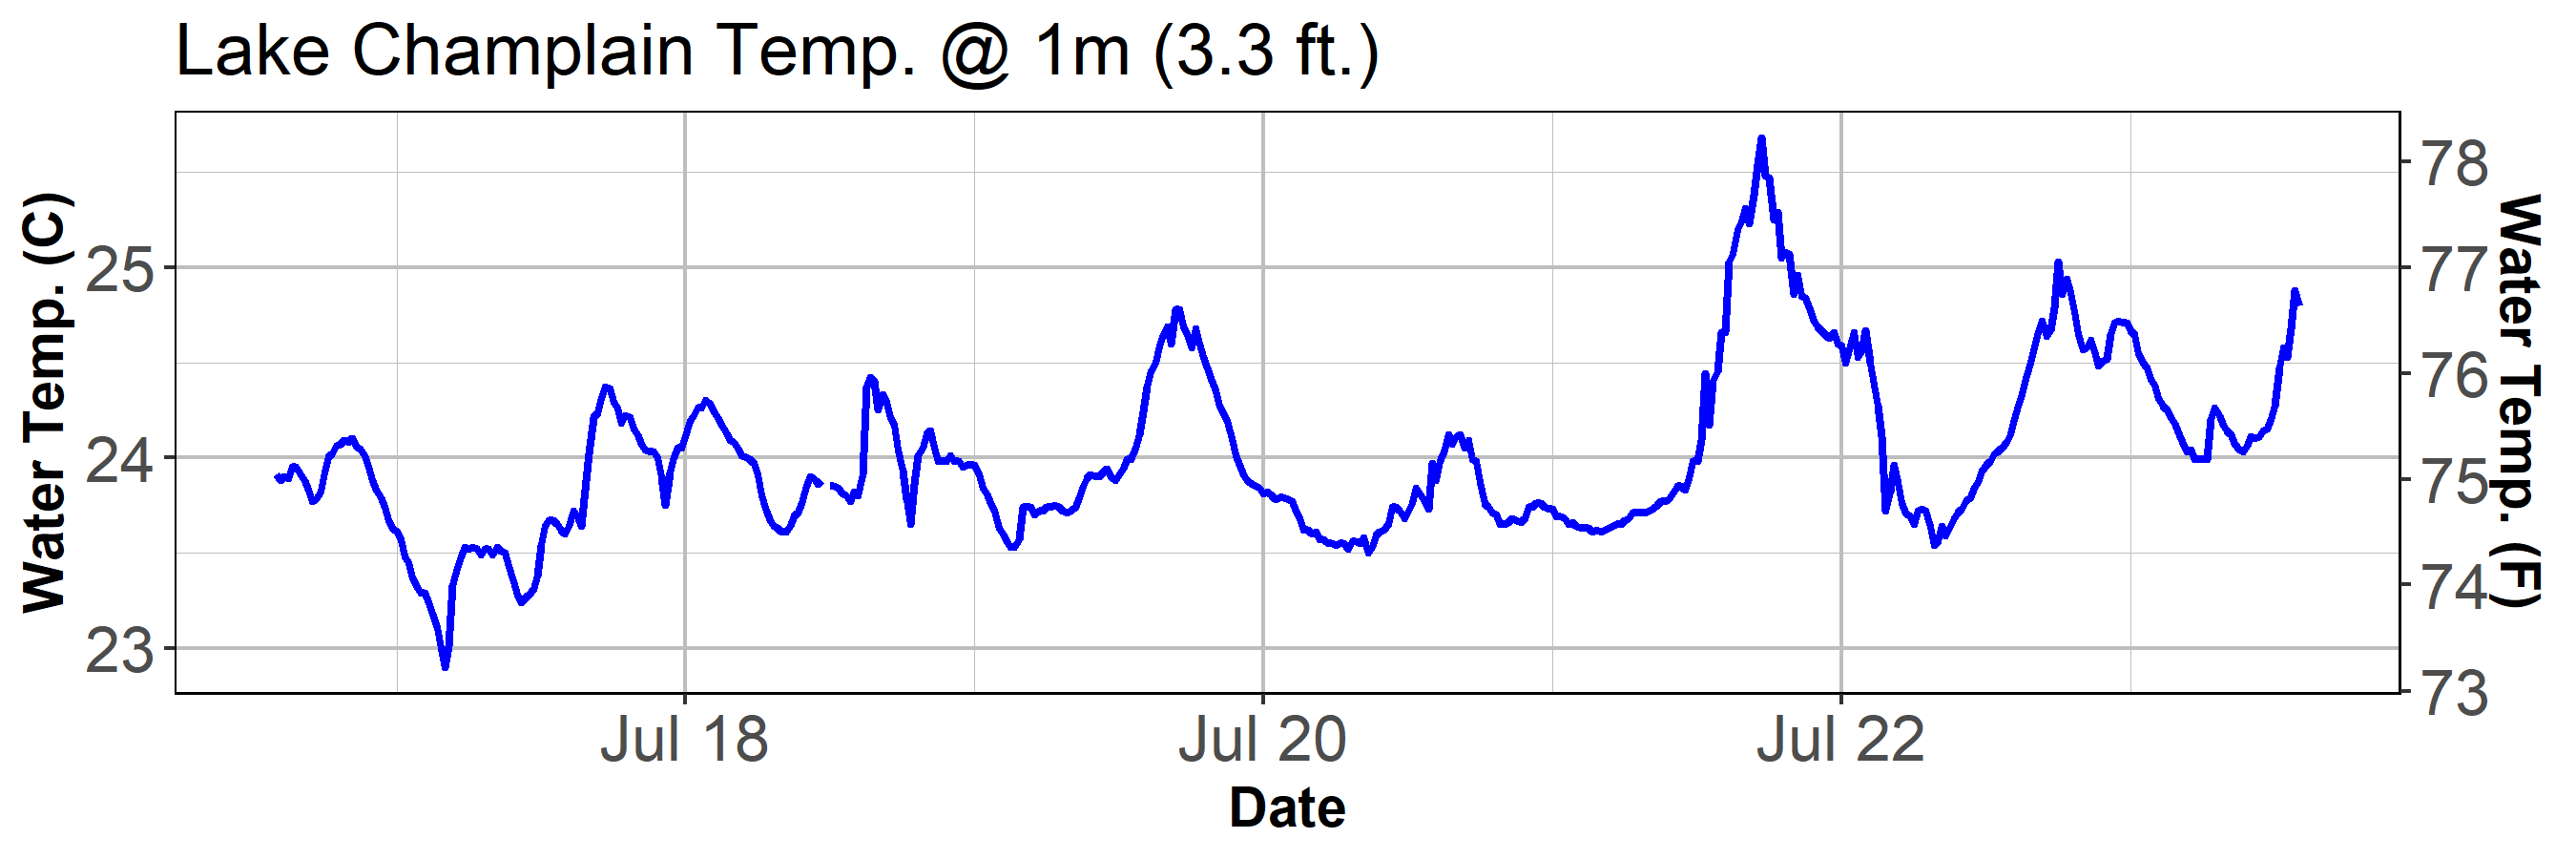 Lake Champlain Temp. @ 1m (3.3 ft.)
Water Temp. (C)
25
24
23
78
77
76
75
74
73
Water Temp. (F)
Jul 18
Jul 20
Jul 22
Date